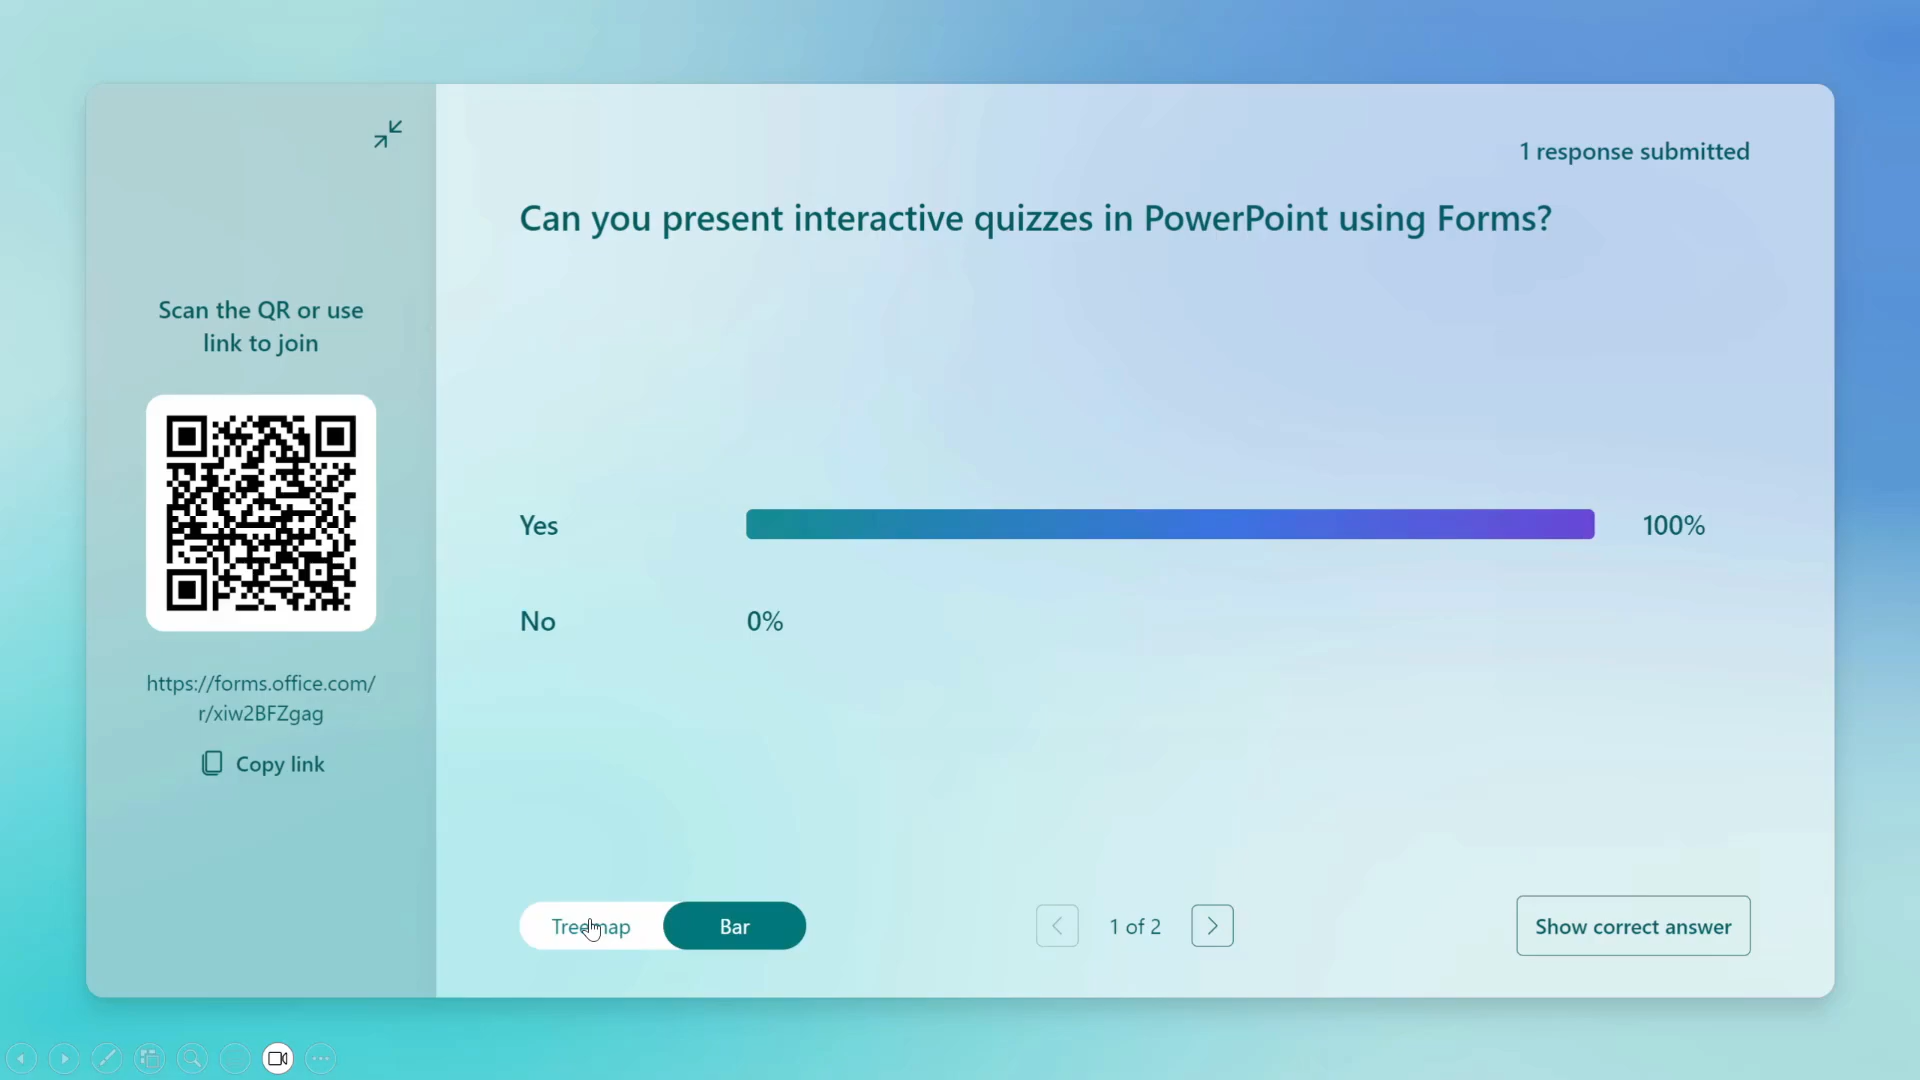 1 response submitted
Can you present interactive quizzes in PowerPoint using Forms?
Scan the QR or use
link to join
https://forms.office.com/
r/xiw2BFZgag
Copy link
Yes 100%
No 0%
Treemap Bar
1 of 2
Show correct answer